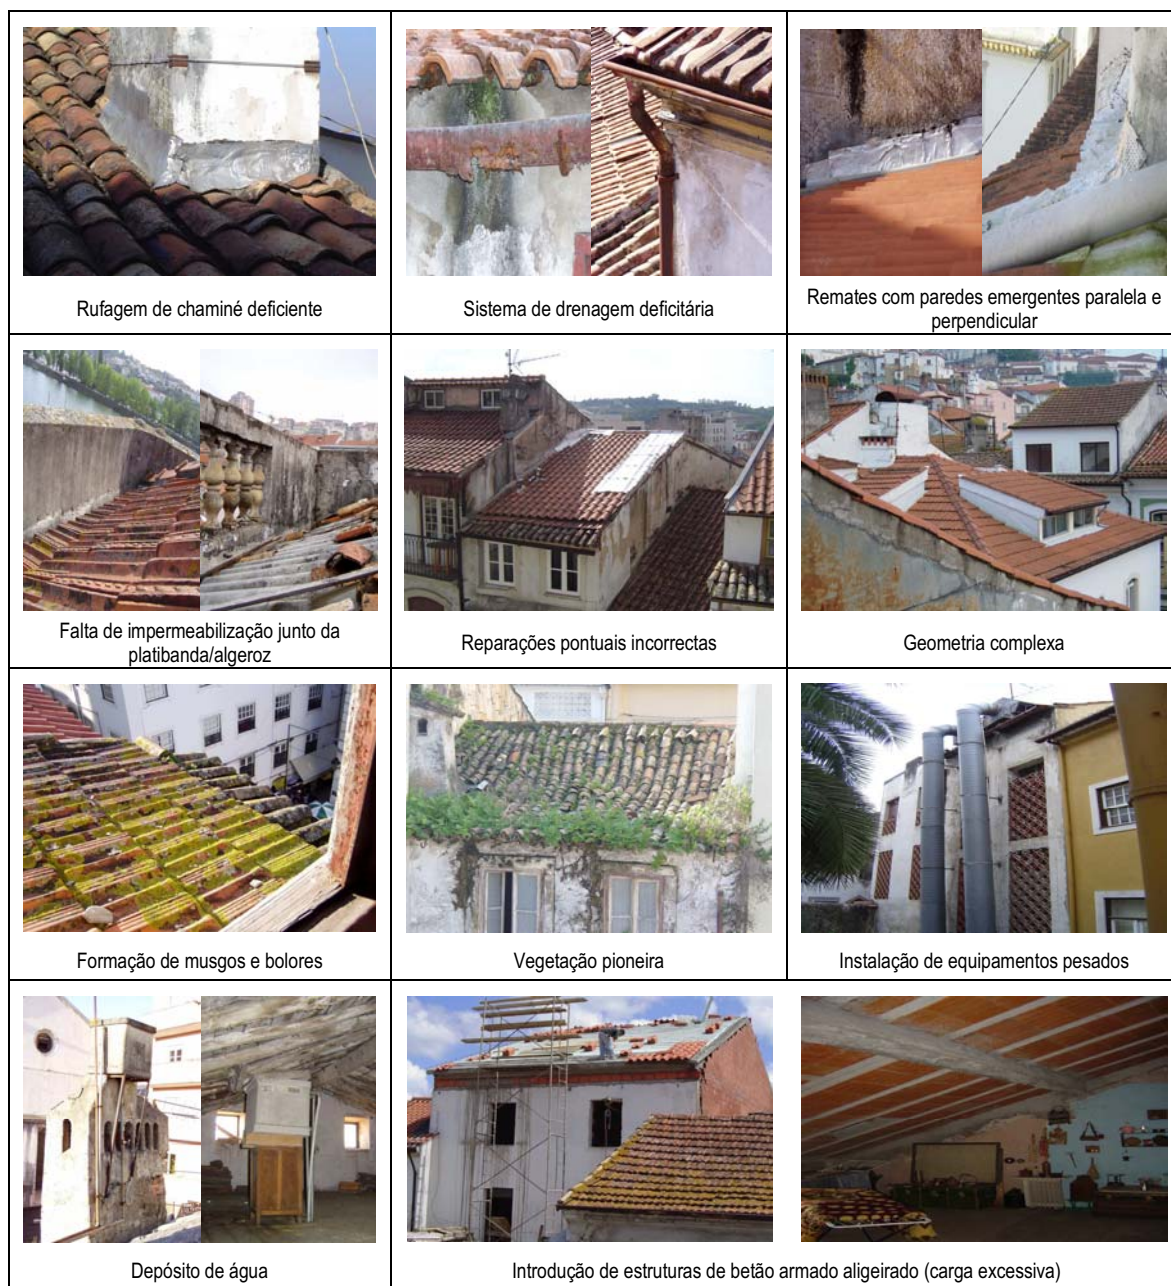 Rufagem de chaminé deficiente
Sistema de drenagem deficitária
Remates com paredes emergentes paralela e
perpendicular
Falta de impermeabilização junto da
platibanda/algeroz
Reparações pontuais incorrectas
Geometria complexa
Formação de musgos e bolores
Vegetação pioneira
Instalação de equipamentos pesados
Depósito de água
Introdução de estruturas de betão armado aligeirado (carga excessiva)